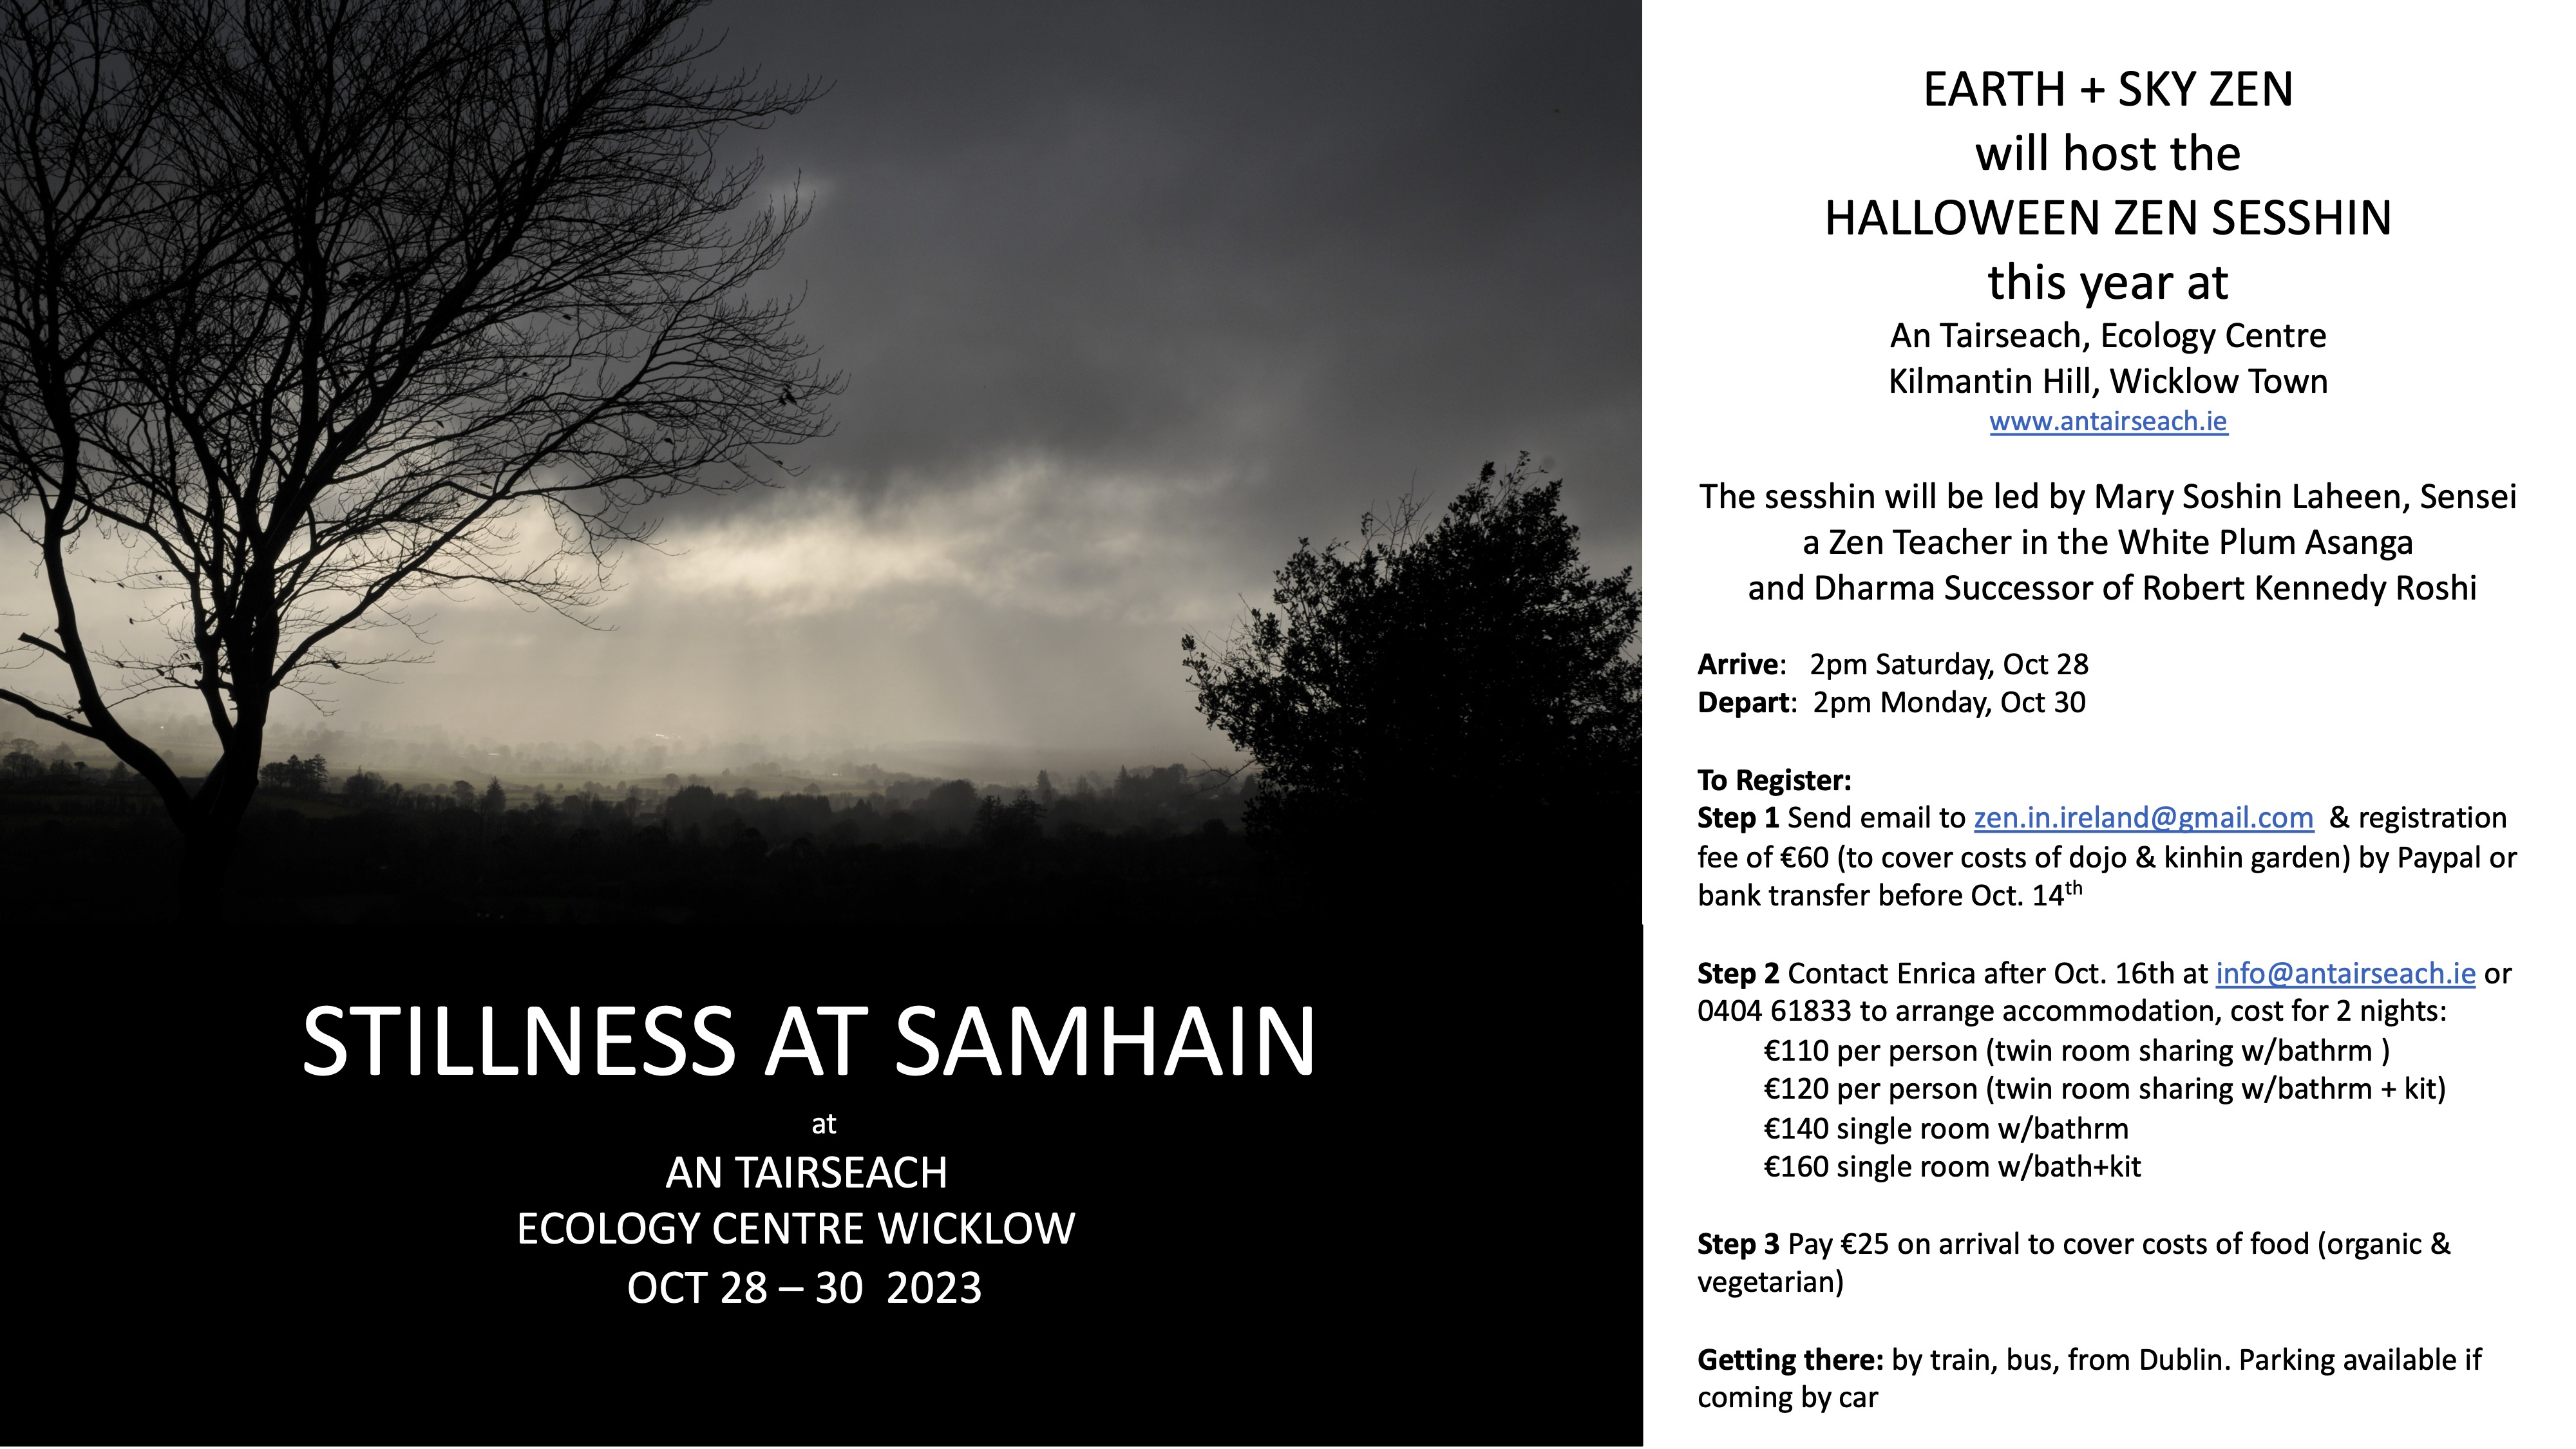 STILLNESS AT SAMHAIN
at
AN TAIRSEACH
ECOLOGY CENTRE WICKLOW
OCT 28 – 30  2023
EARTH + SKY ZEN
will host the
HALLOWEEN ZEN SESSHIN
this year at
An Tairseach, Ecology Centre
Kilmantin Hill, Wicklow Town
www.antairseach.ie
The sesshin will be led by Mary Soshin Laheen, Sensei
a Zen Teacher in the White Plum Asanga
and Dharma Successor of Robert Kennedy Roshi
Arrive:   2pm Saturday, Oct 28
Depart:  2pm Monday, Oct 30
To Register:
Step 1 Send email to zen.in.ireland@gmail.com  & registration
fee of €60 (to cover costs of dojo & kinhin garden) by Paypal or
bank transfer before Oct. 14th
Step 2 Contact Enrica after Oct. 16th at info@antairseach.ie or
0404 61833 to arrange accommodation, cost for 2 nights:
€110 per person (twin room sharing w/bathrm )
€120 per person (twin room sharing w/bathrm + kit)
€140 single room w/bathrm
€160 single room w/bath+kit
Step 3 Pay €25 on arrival to cover costs of food (organic &
vegetarian)
Getting there: by train, bus, from Dublin. Parking available if
coming by car